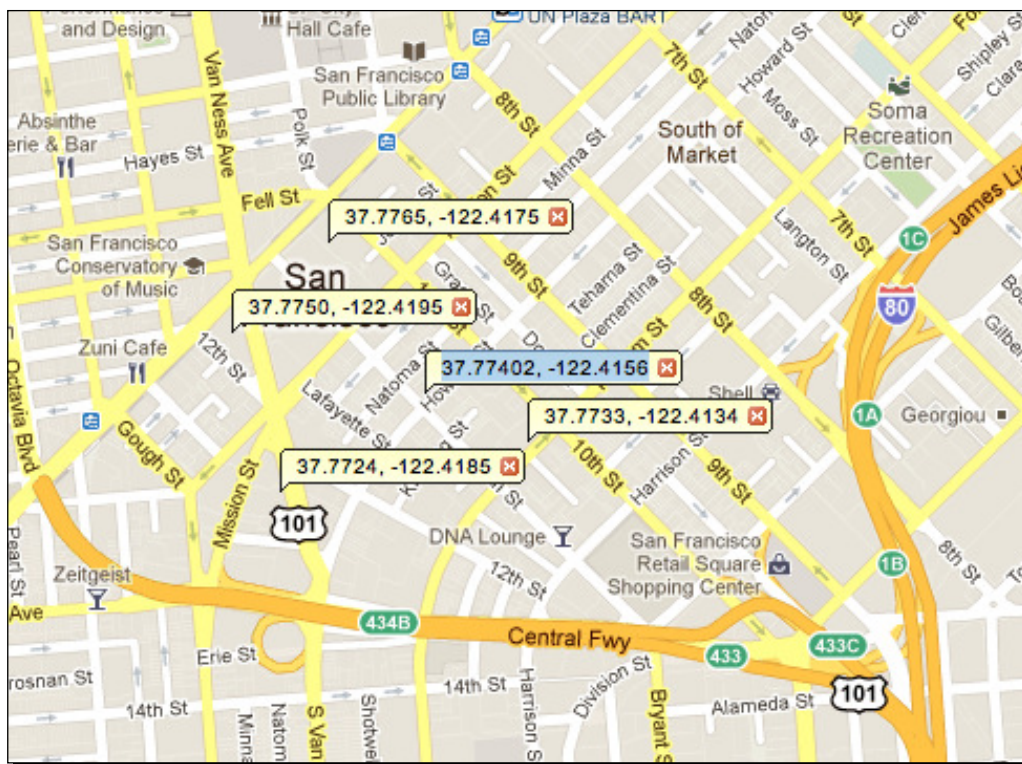 UN Plaza BART
and Design
Hall Cafe
San Francisco
Public Library
Van Ness Ave
Polk St
8th St
7th St
Howard St
Moss St
Shipley St
Absinthe
erie & Bar
Hayes St
Minna St
South of
Market
Soma
Recreation
Center
Fell St
37.7765, -122.4175
San Francisco
Conservatory
of Music
San
9th St
Tehama St
Clementina St
Langton St
7th St
1C
80
37.7750, -122.4195
8th St
Zuni Cafe
12th St
Natoma St
37.77402, -122.4156
Shell
Octavia Blvd
Lafayette St
37.7733, -122.4134
1A
Georgiou
Gough St
Mission St
37.7724, -122.4185
10th St
Harrison St
9th St
101
DNA Lounge
San Francisco
Retail Square
Shopping Center
12th St
1B
8th St
Pearl St
Zeitgeist
Ave
434B
Central Fwy
433
433C
Erie St
101
rosnan St
14th St
14th St
Harrison S
Division St
Bryant S
Alameda St
S Van
Shotwe
Natom
Minna